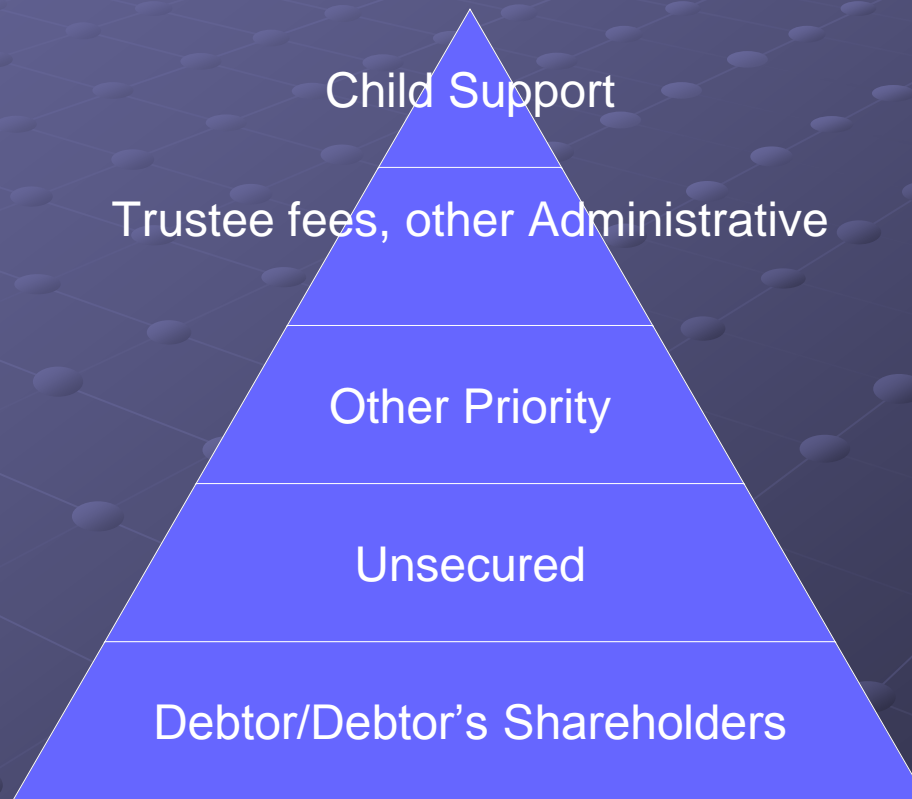 Child Support
Trustee fees, other Administrative
Other Priority
Unsecured
Debtor/Debtor’s Shareholders